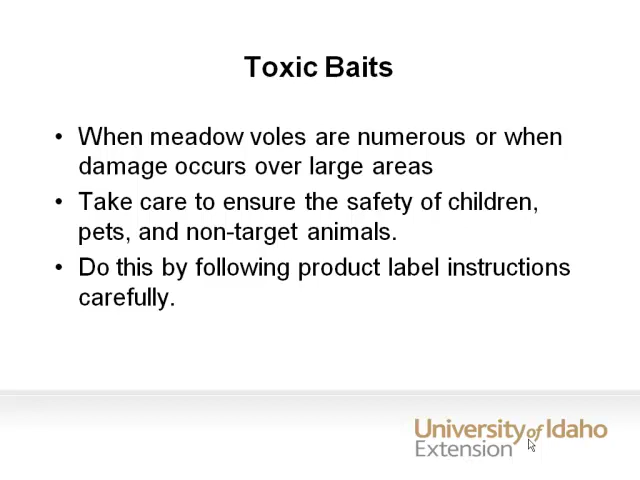 Toxic Baits
• When meadow voles are numerous or when
damage occurs over large areas
• Take care to ensure the safety of children,
pets, and non-target animals.
• Do this by following product label instructions
carefully.
University of Idaho
Extension